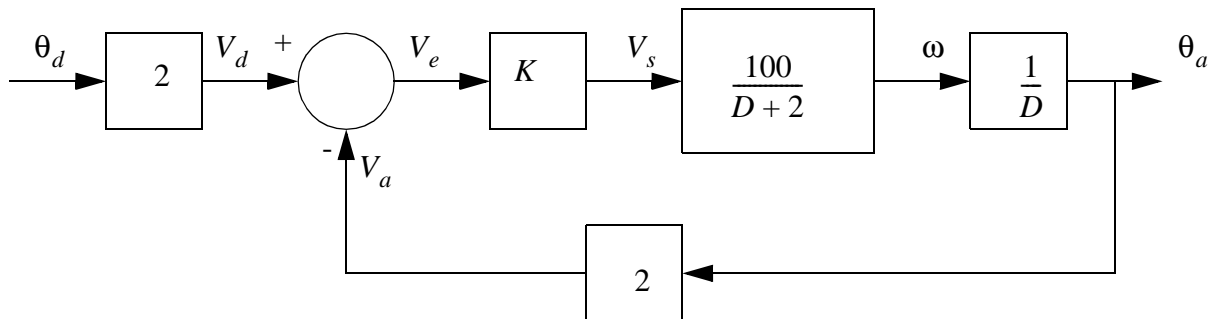 θd
2
Vd
+
-
Va
Ve
K
Vs
100
D + 2
ω
1
D
θa
2